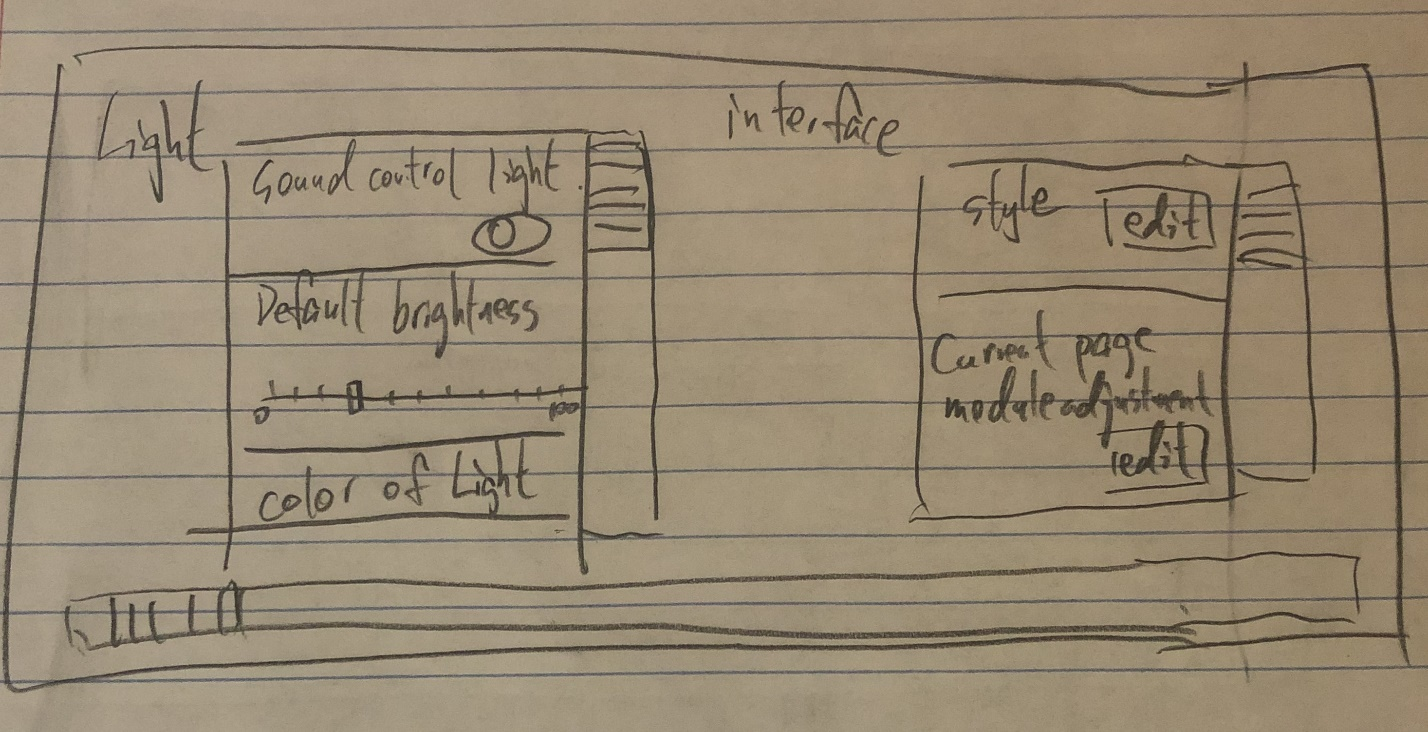 Light
Sound control light
Default brightness
0 100
color of Light
interface
style edit
Current page
module adjustment
edit